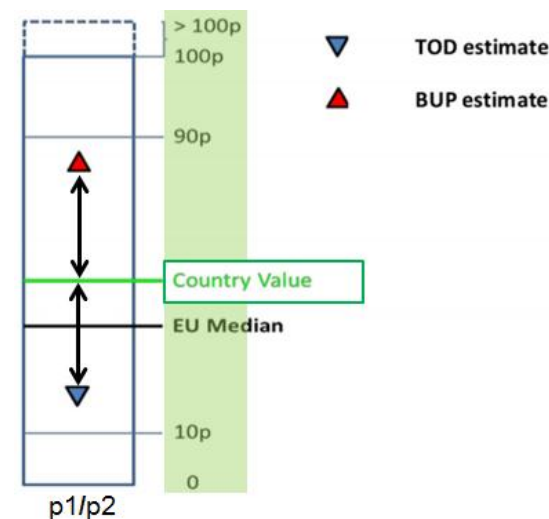 > 100p
100p
TOD estimate
BUP estimate
90p
Country Value
EU Median
10p
0
p1/p2